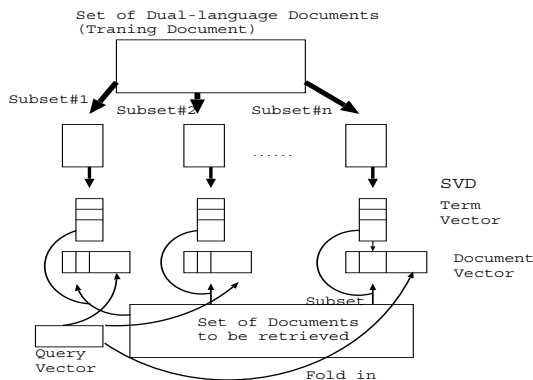 Set of Dual-language Documents
(Traning Document)
Subset#1
Subset#2
Subset#n
......
SVD
Term
Vector
Document
Vector
Subset
Set of Documents
to be retrieved
Query
Vector
Fold in